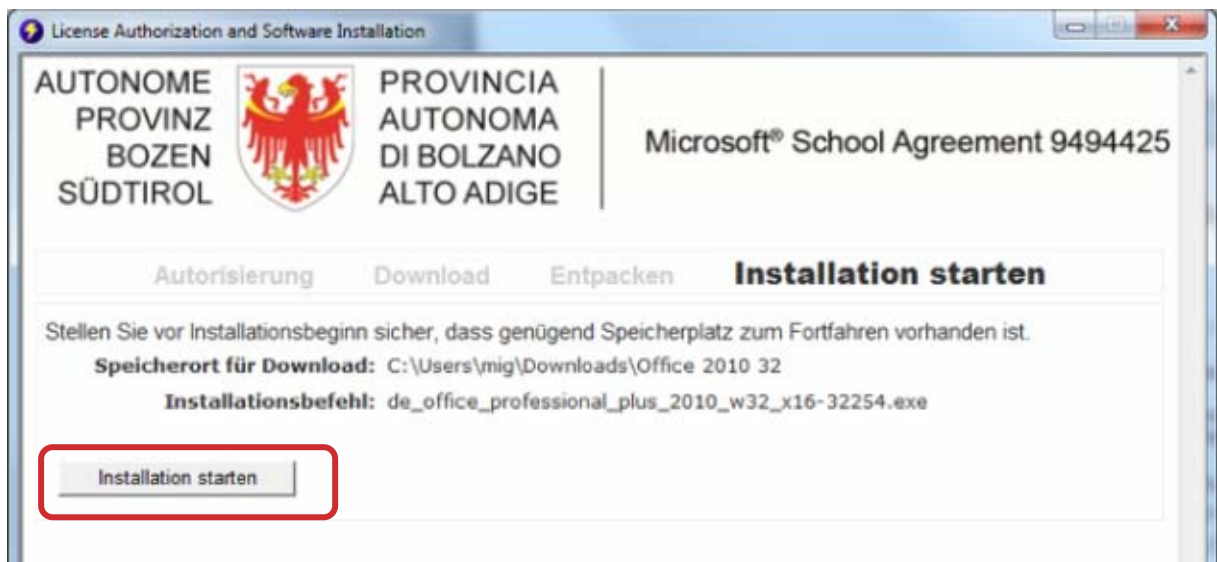 License Authorization and Software Installation
AUTONOME
PROVINZ
BOZEN
SÜDTIROL
PROVINCIA
AUTONOMA
DI BOLZANO
ALTO ADIGE
Microsoft® School Agreement 9494425
Autorisierung Download Entpacken Installation starten
Stellen Sie vor Installationsbeginn sicher, dass genügend Speicherplatz zum Fortfahren vorhanden ist.
Speicherort für Download: C:\Users\mig\Downloads\Office 2010 32
Installationsbefehl: de_office_professional_plus_2010_w32_x16-32254.exe
Installation starten